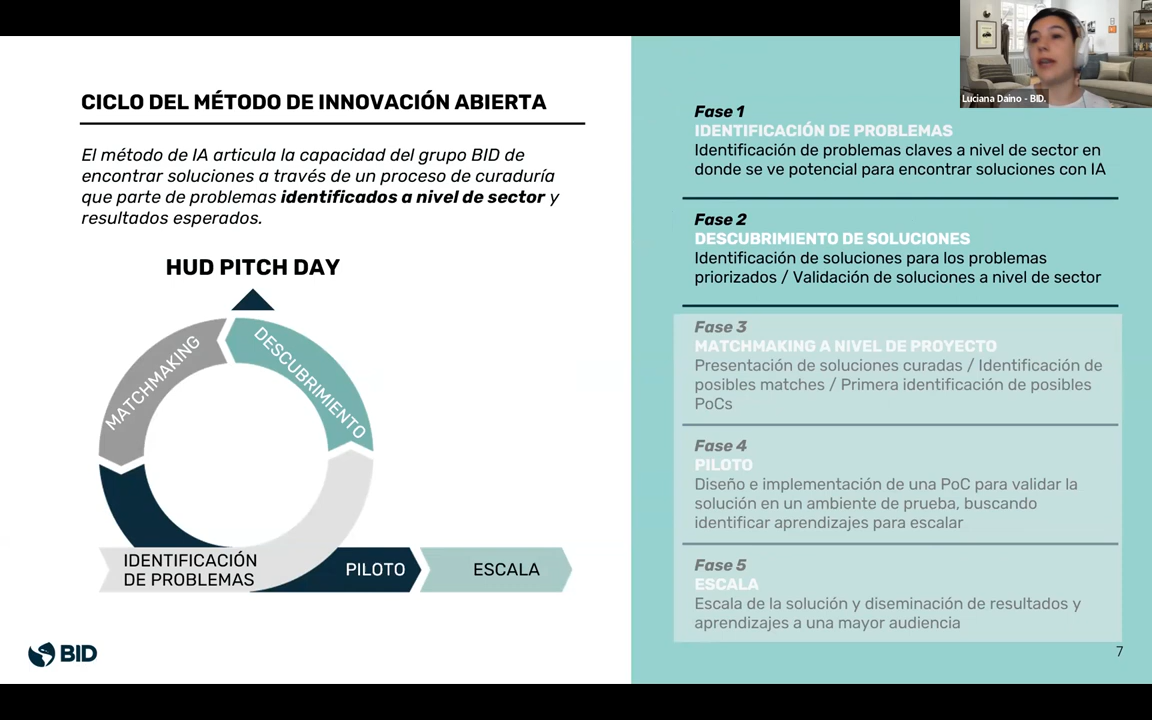 CICLO DEL MÉTODO DE INNOVACIÓN ABIERTA
El método de IA articula la capacidad del grupo BID de
encontrar soluciones a través de un proceso de curaduría
que parte de problemas identificados a nivel de sector y
resultados esperados.
HUD PITCH DAY
MATCHMAKING
DESCUBRIMIENTO
IDENTIFICACIÓN
DE PROBLEMAS
PILOTO
ESCALA
BID
Luciana Daino - BID.
Fase 1
IDENTIFICACIÓN DE PROBLEMAS
Identificación de problemas claves a nivel de sector en
donde se ve potencial para encontrar soluciones con IA
Fase 2
DESCUBRIMIENTO DE SOLUCIONES
Identificación de soluciones para los problemas
priorizados / Validación de soluciones a nivel de sector
Fase 3
MATCHMAKING A NIVEL DE PROYECTO
Presentación de soluciones curadas / Identificación de
posibles matches / Primera identificación de posibles
PoCs
Fase 4
PILOTO
Diseño e implementación de una PoC para validar la
solución en un ambiente de prueba, buscando
identificar aprendizajes para escalar
Fase 5
ESCALA
Escala de la solución y diseminación de resultados y
aprendizajes a una mayor audiencia
7